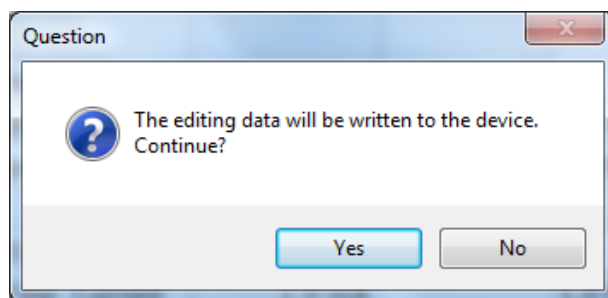 Question
The editing data will be written to the device.
Continue?
Yes
No